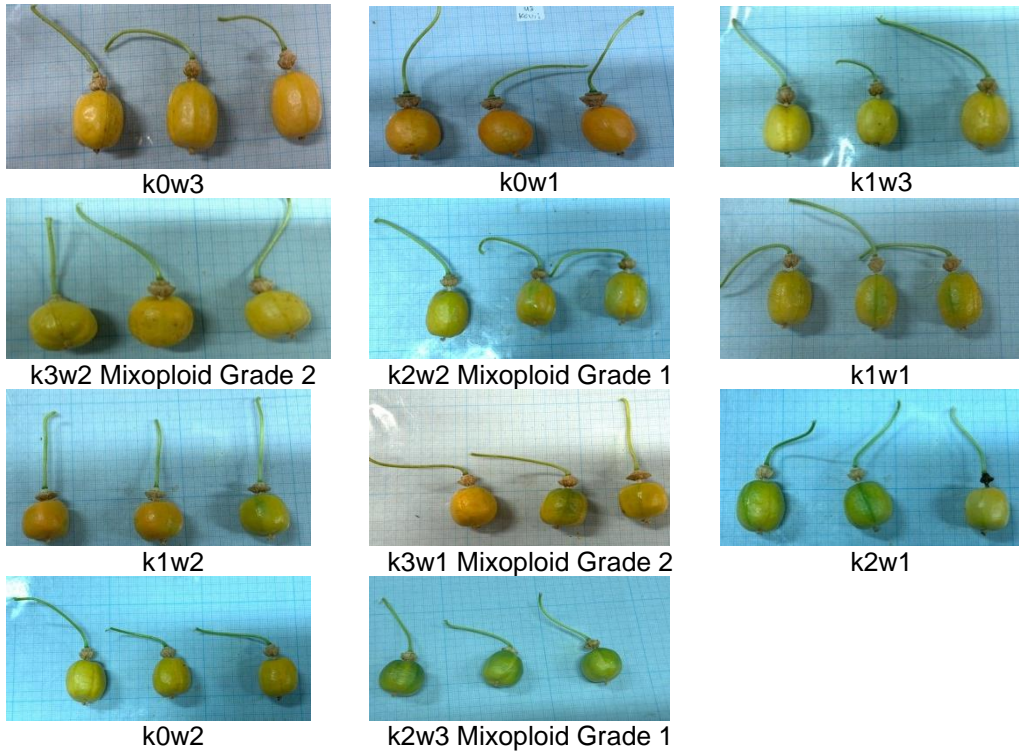 k0w3
k0w1
k1w3
k3w2 Mixoploid Grade 2
k2w2 Mixoploid Grade 1
k1w1
k1w2
k3w1 Mixoploid Grade 2
k2w1
k0w2
k2w3 Mixoploid Grade 1